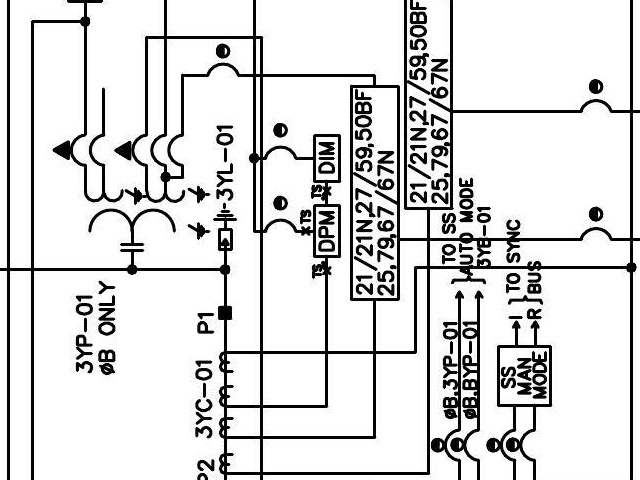 3YL-01
DIM
TS
DPM
TS
TS
21/21N,27/59,50BF
25,79,67/67N
21/21N,27/59,50BF
25,79,67/67N
TO SS
AUTO MODE
3YB-01
TO SYNC
BUS
I
R
3YP-01
ØB ONLY
P1
3YC-01
P2
ØB,3YP-01
ØB,BYP-01
SS
MAN
MODE